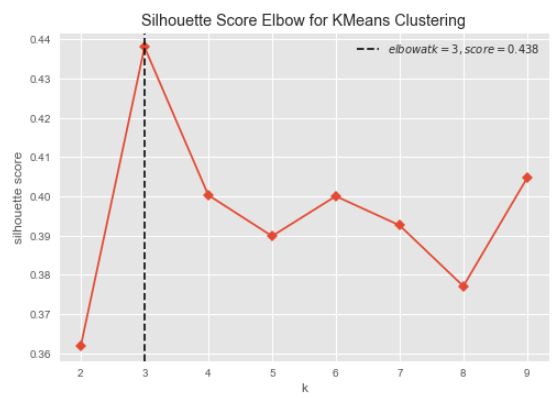 Silhouette Score Elbow for KMeans Clustering
elbowatk = 3, score = 0.438
silhouette score
0.44
0.43
0.42
0.41
0.40
0.39
0.38
0.37
0.36
2 3 4 5 6 7 8 9
k